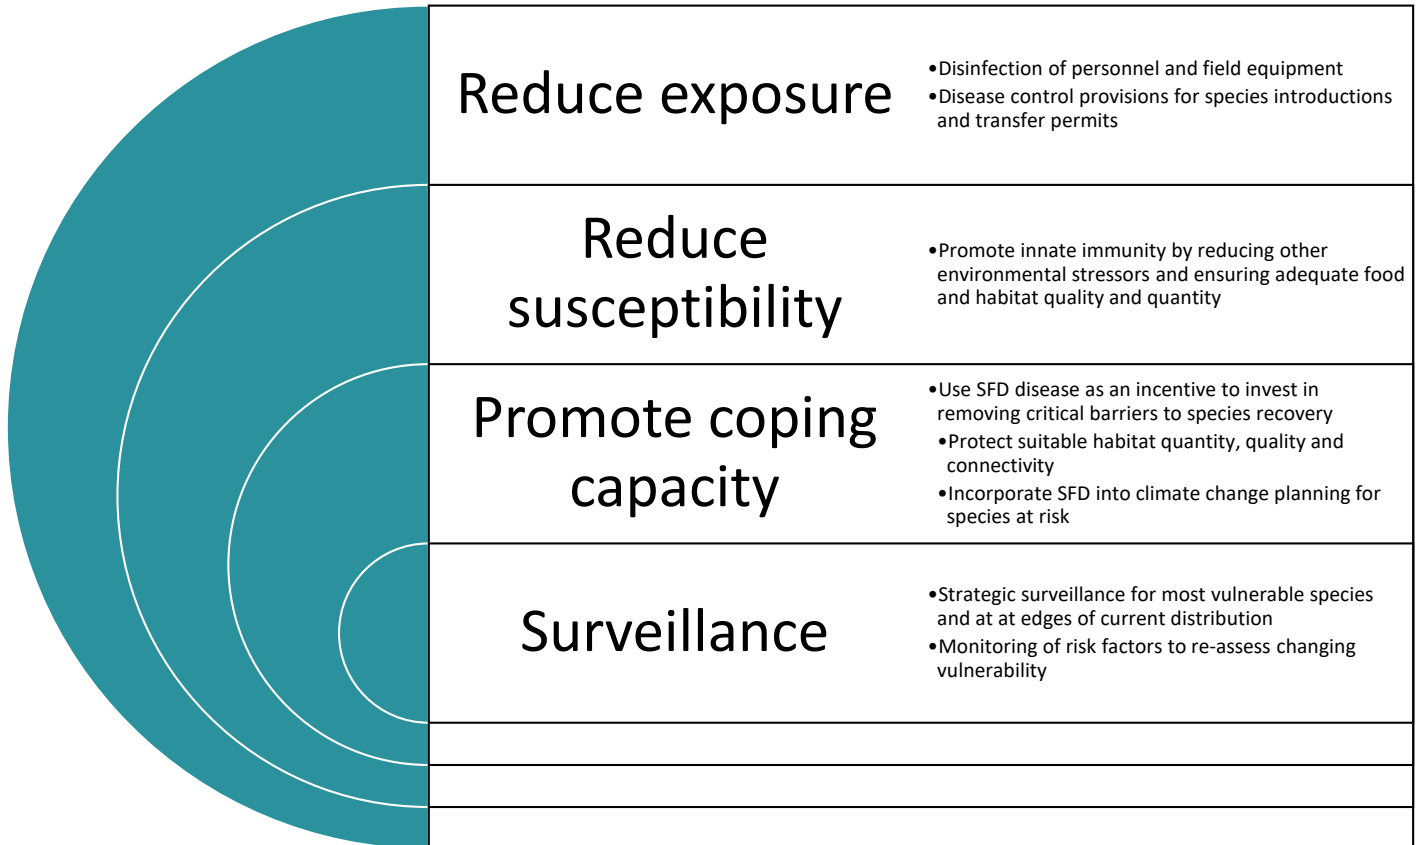 Reduce exposure
•Disinfection of personnel and field equipment
•Disease control provisions for species introductions
and transfer permits
Reduce
susceptibility
•Promote innate immunity by reducing other
environmental stressors and ensuring adequate food
and habitat quality and quantity
Promote coping
capacity
•Use SFD disease as an incentive to invest in
removing critical barriers to species recovery
•Protect suitable habitat quantity, quality and
connectivity
•Incorporate SFD into climate change planning for
species at risk
Surveillance
•Strategic surveillance for most vulnerable species
and at at edges of current distribution
•Monitoring of risk factors to re-assess changing
vulnerability